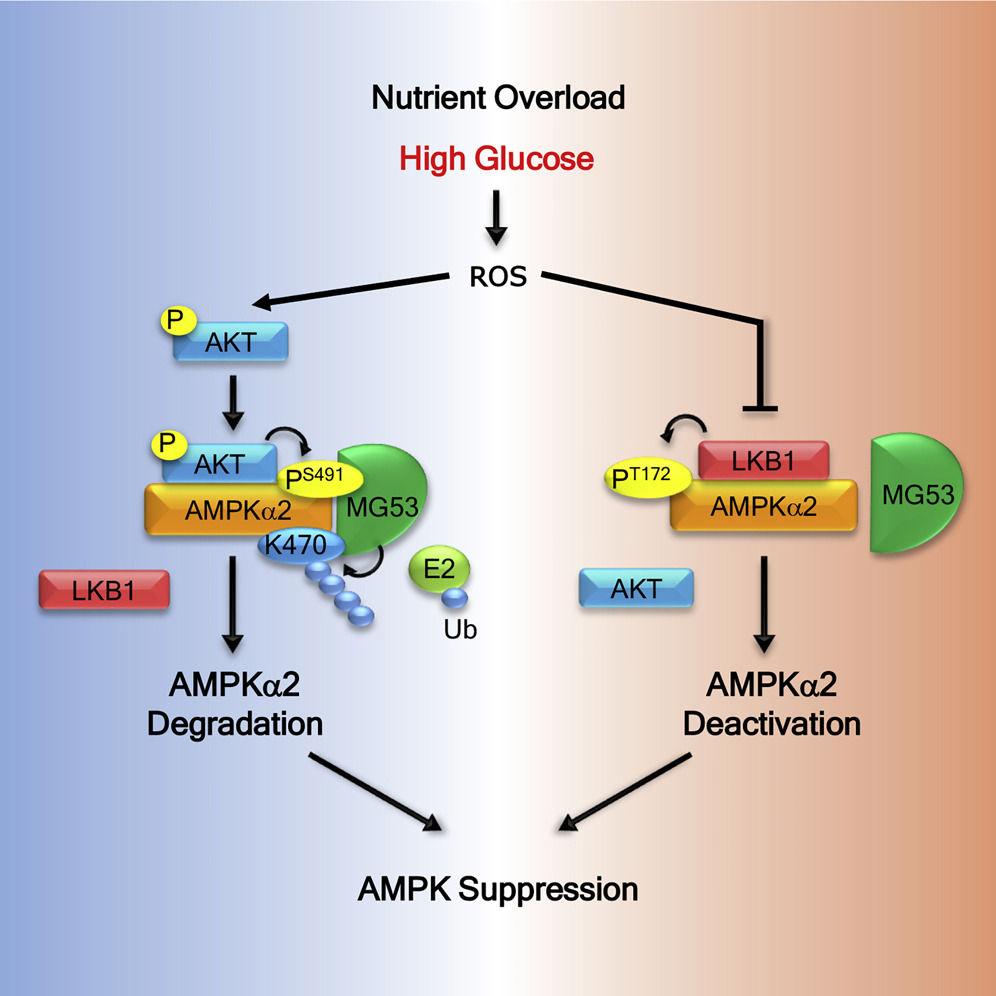 Nutrient Overload
High Glucose
ROS
P
AKT
P
AKT
PS491
AMPKα2
MG53
K470
E2
Ub
LKB1
AMPKα2
Degradation
LKB1
PT172
AMPKα2
MG53
AKT
AMPKα2
Deactivation
AMPK Suppression